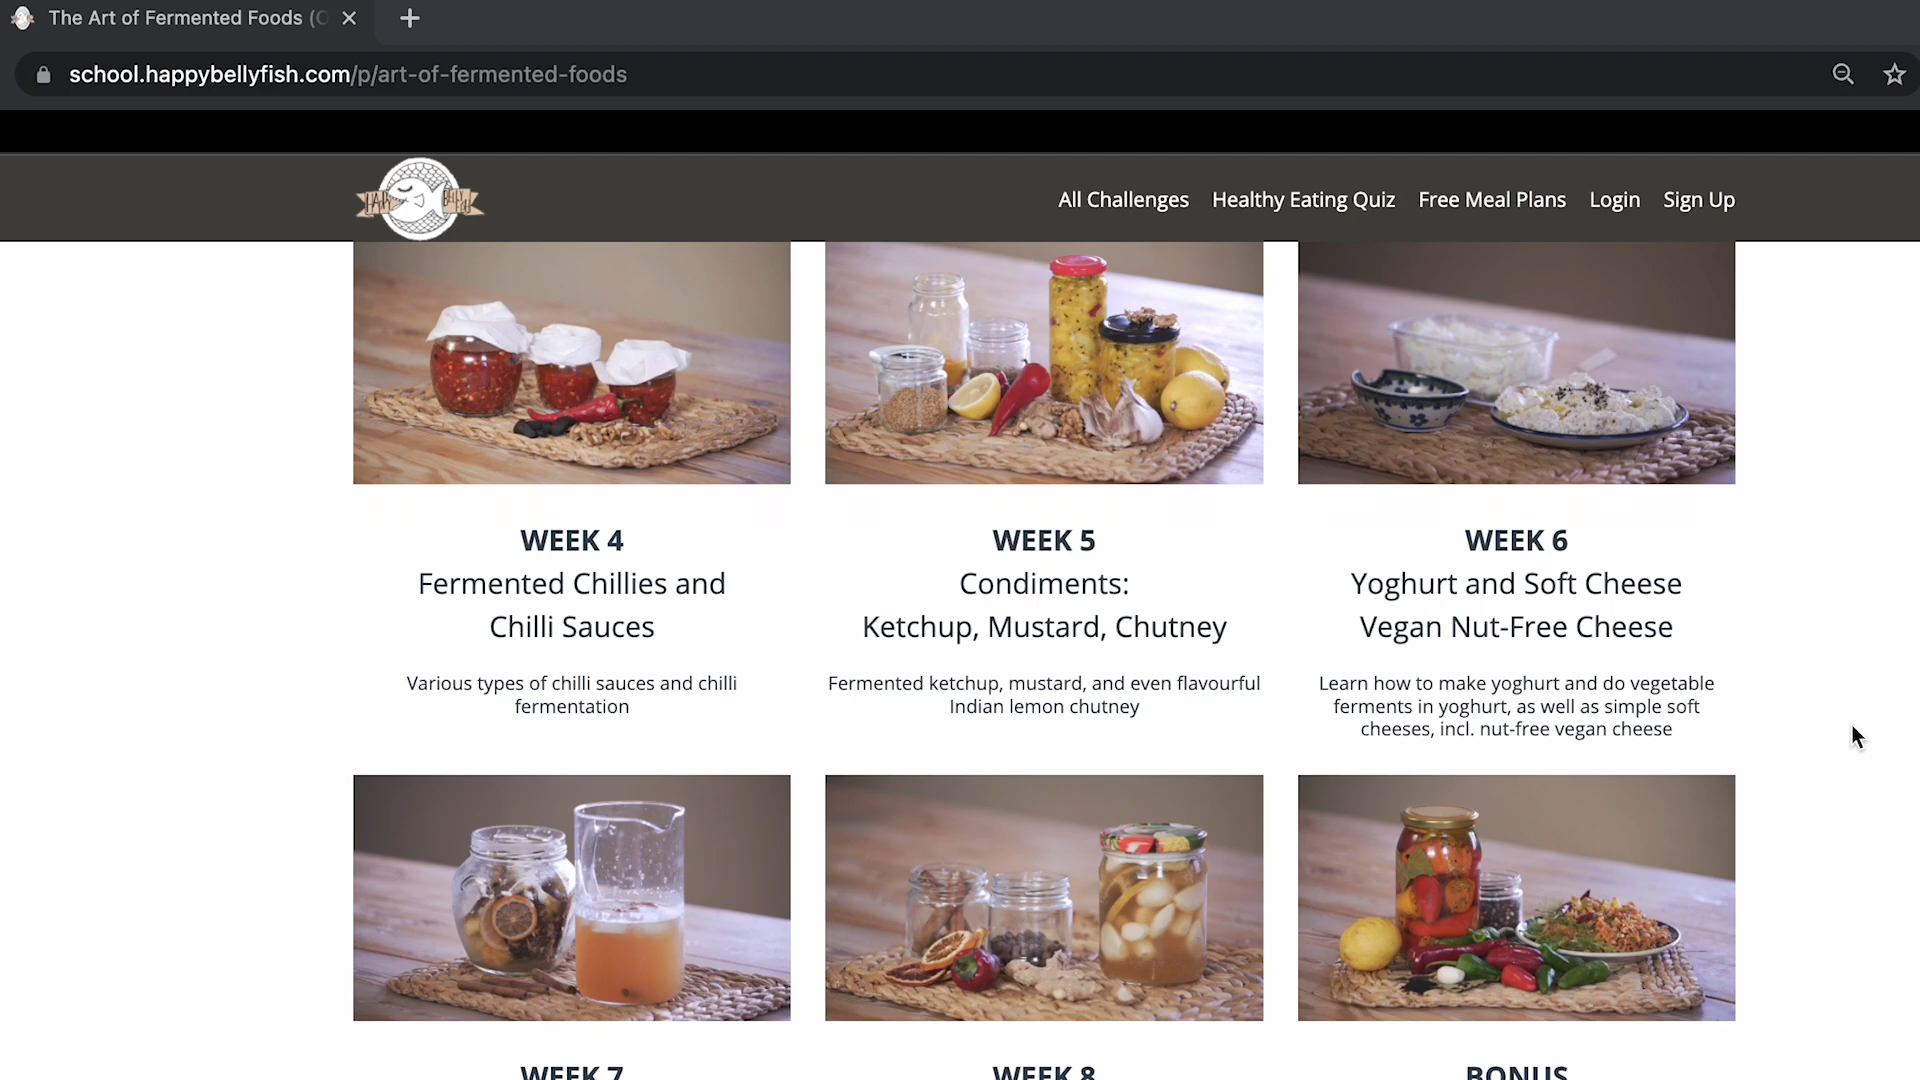 The Art of Fermented Foods (
school.happybellyfish.com/p/art-of-fermented-foods
HAPPY BELLY FISH
All Challenges Healthy Eating Quiz Free Meal Plans Login Sign Up
WEEK 4
Fermented Chillies and
Chilli Sauces
Various types of chilli sauces and chilli
fermentation
WEEK 5
Condiments:
Ketchup, Mustard, Chutney
Fermented ketchup, mustard, and even flavourful
Indian lemon chutney
WEEK 6
Yoghurt and Soft Cheese
Vegan Nut-Free Cheese
Learn how to make yoghurt and do vegetable
ferments in yoghurt, as well as simple soft
cheeses, incl. nut-free vegan cheese
WEEK 7
WEEK 8
BONUS